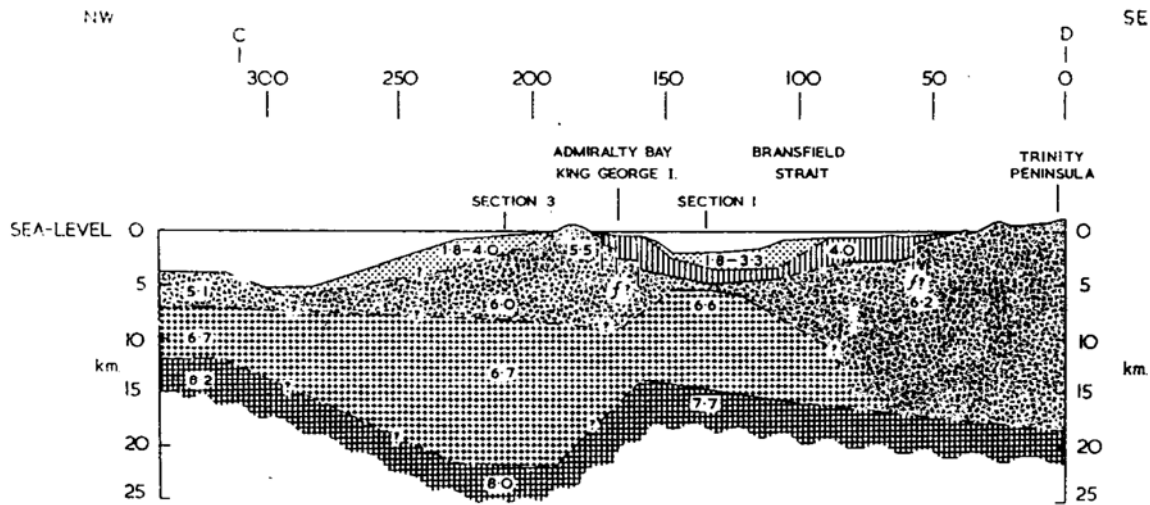 NW SE
C D
300 250 200 150 100 50 0
ADMIRALTY BAY BRANSFIELD
KING GEORGE I. STRAIT TRINITY
PENINSULA
SECTION 3 SECTION 1
SEA-LEVEL 0 0
1·8-4·0 5·5 1·8-3·3 4·0
5 5·1 ? f? f? 5
6·0 6·6 6·2
? ? ? ?
10 6·7 10
km. 6·7 km.
15 8·2 ? 7·7 15
? ?
20 20
8·0
25 25